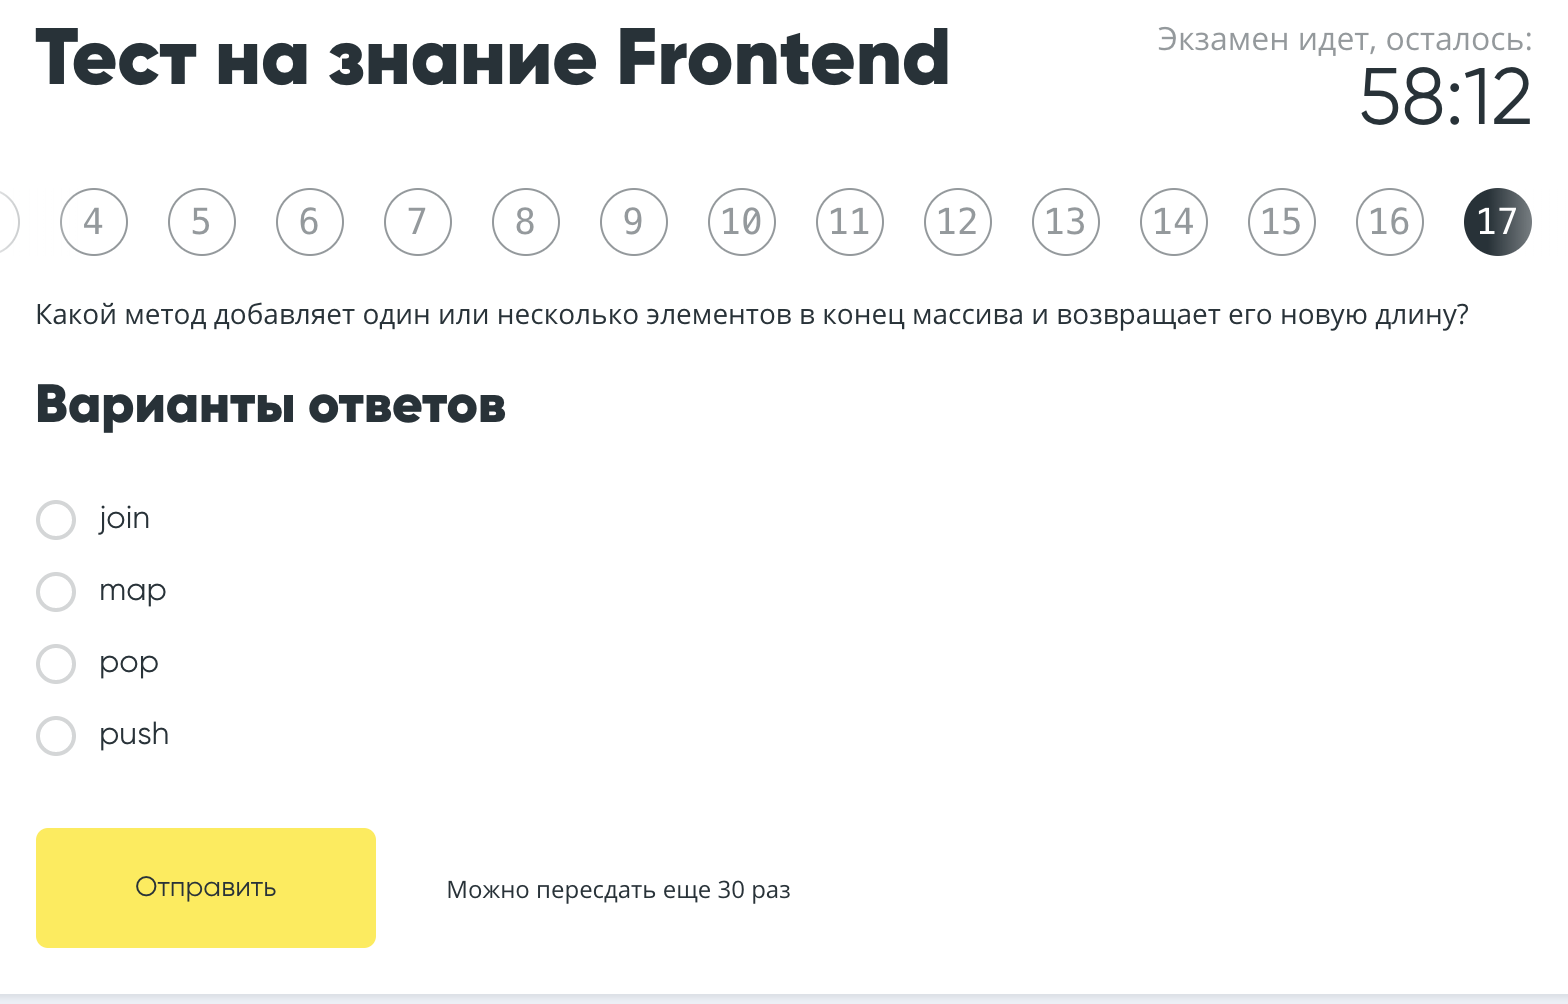 Тест на знание Frontend
Экзамен идет, осталось:
58:12
4 5 6 7 8 9 10 11 12 13 14 15 16 17
Какой метод добавляет один или несколько элементов в конец массива и возвращает его новую длину?
Варианты ответов
join
map
pop
push
Отправить
Можно пересдать еще 30 раз